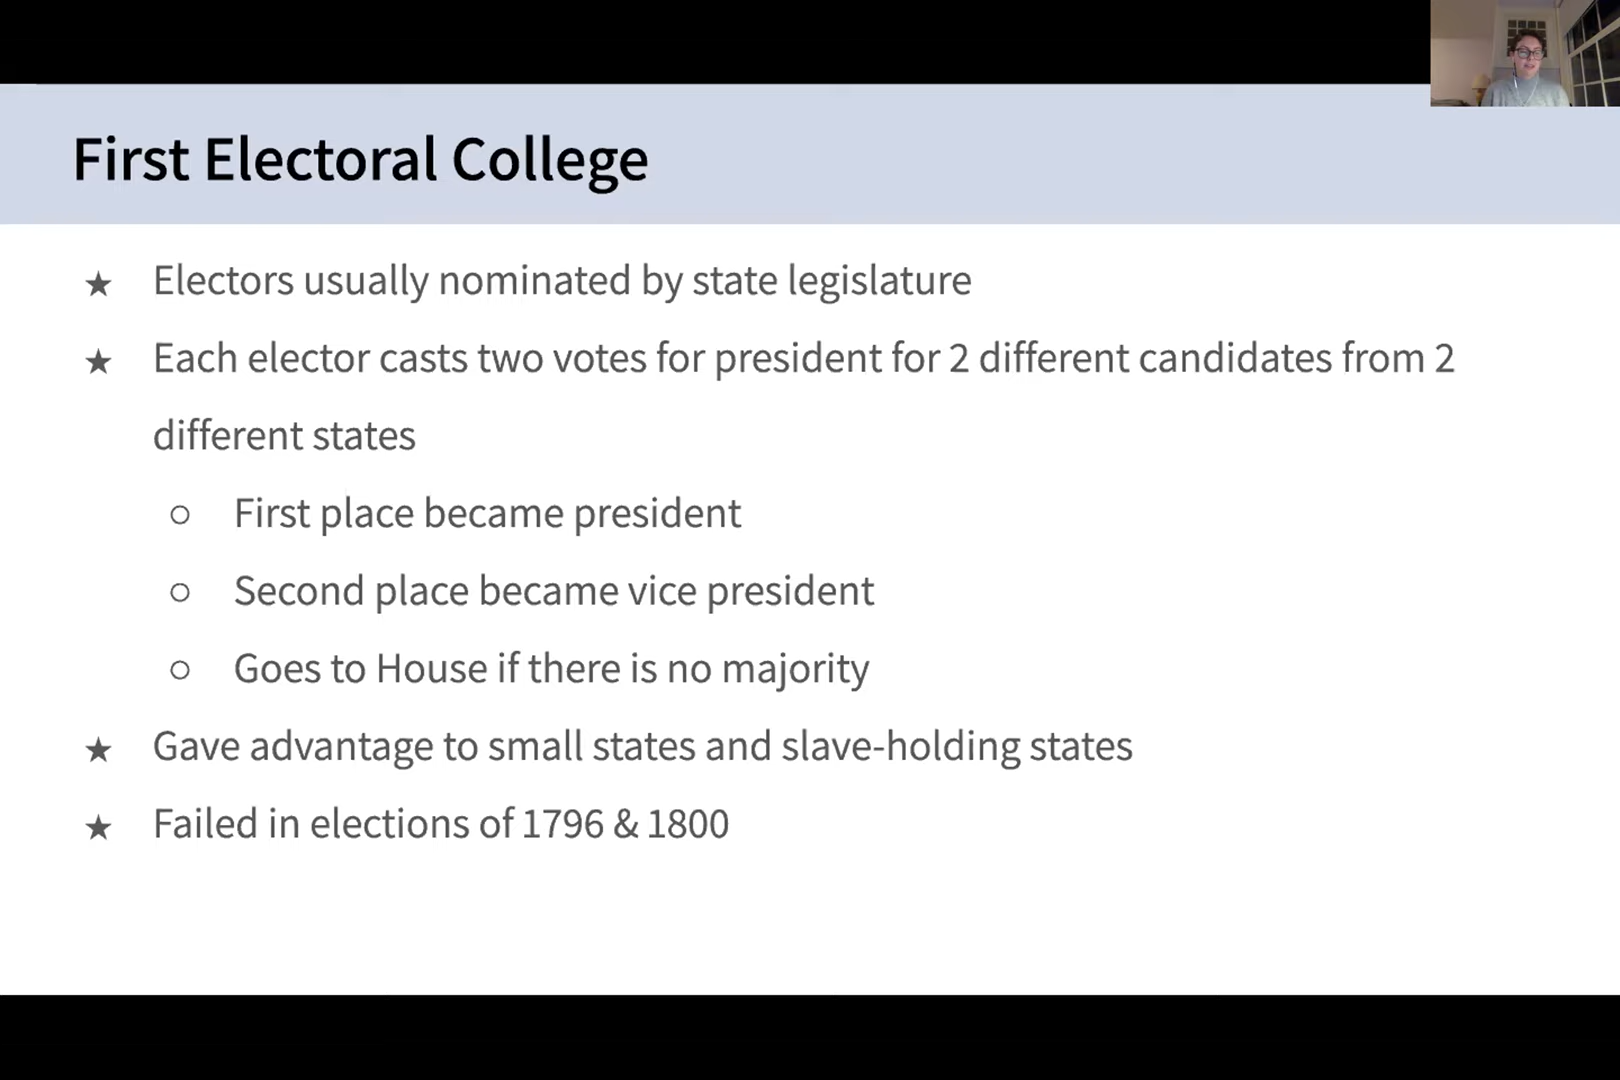 First Electoral College
★ Electors usually nominated by state legislature
★ Each elector casts two votes for president for 2 different candidates from 2
different states
○ First place became president
○ Second place became vice president
○ Goes to House if there is no majority
★ Gave advantage to small states and slave-holding states
★ Failed in elections of 1796 & 1800